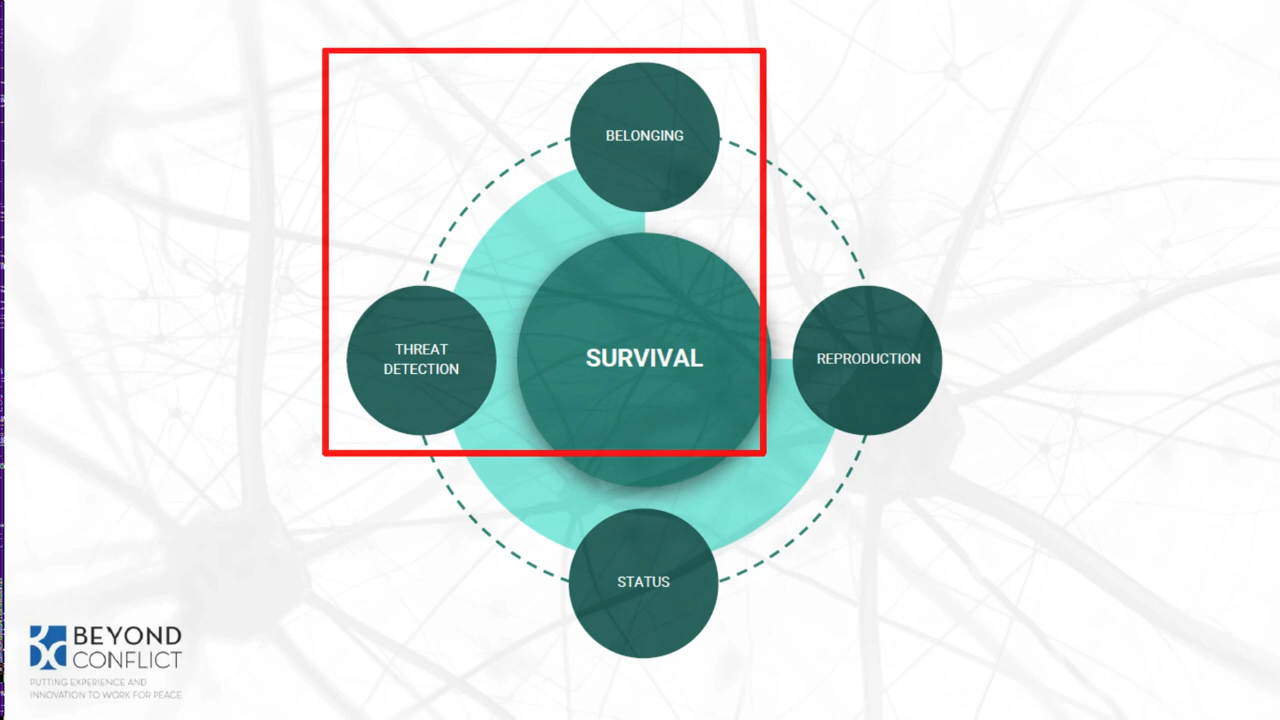 BELONGING
THREAT
DETECTION
SURVIVAL
REPRODUCTION
STATUS
BEYOND
CONFLICT
PUTTING EXPERIENCE AND
INNOVATION TO WORK FOR PEACE